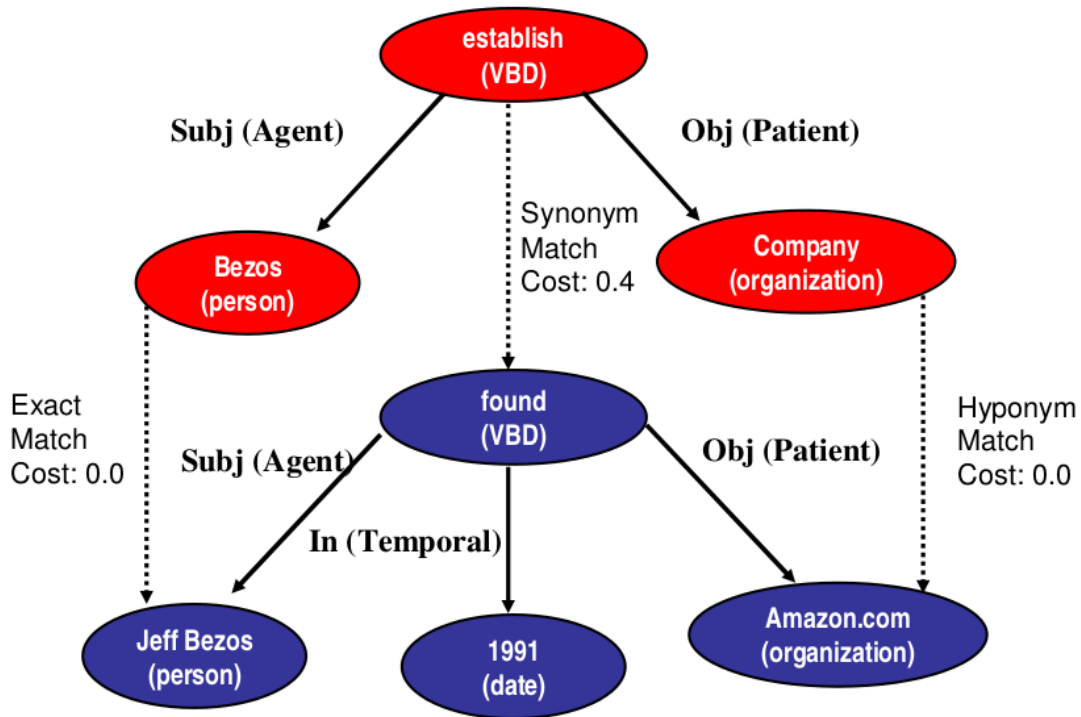 establish
(VBD)
Subj (Agent)
Obj (Patient)
Synonym
Match
Cost: 0.4
Bezos
(person)
Company
(organization)
Exact
Match
Cost: 0.0
found
(VBD)
Hyponym
Match
Cost: 0.0
Subj (Agent)
Obj (Patient)
In (Temporal)
Jeff Bezos
(person)
1991
(date)
Amazon.com
(organization)